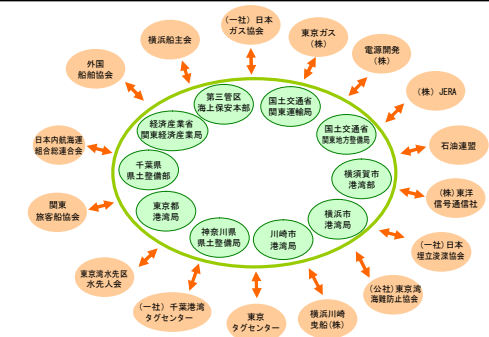 (一社) 日本
ガス協会
東京ガス
(株)
電源開発
(株)
(株) JERA
石油連盟
(株) 東洋
信号通信社
(一社) 日本
埋立浚渫協会
(公社) 東京湾
海難防止協会
横浜川崎
曳船(株)
東京
タグセンター
(一社) 千葉港湾
タグセンター
東京湾水先区
水先人会
関東
旅客船協会
日本内航海運
組合総連合会
外国
船舶協会
横浜船主会
第三管区
海上保安本部
国土交通省
関東運輸局
国土交通省
関東地方整備局
横須賀市
港湾部
横浜市
港湾局
川崎市
港湾局
神奈川県
県土整備局
東京都
港湾局
千葉県
県土整備部
経済産業省
関東経済産業局